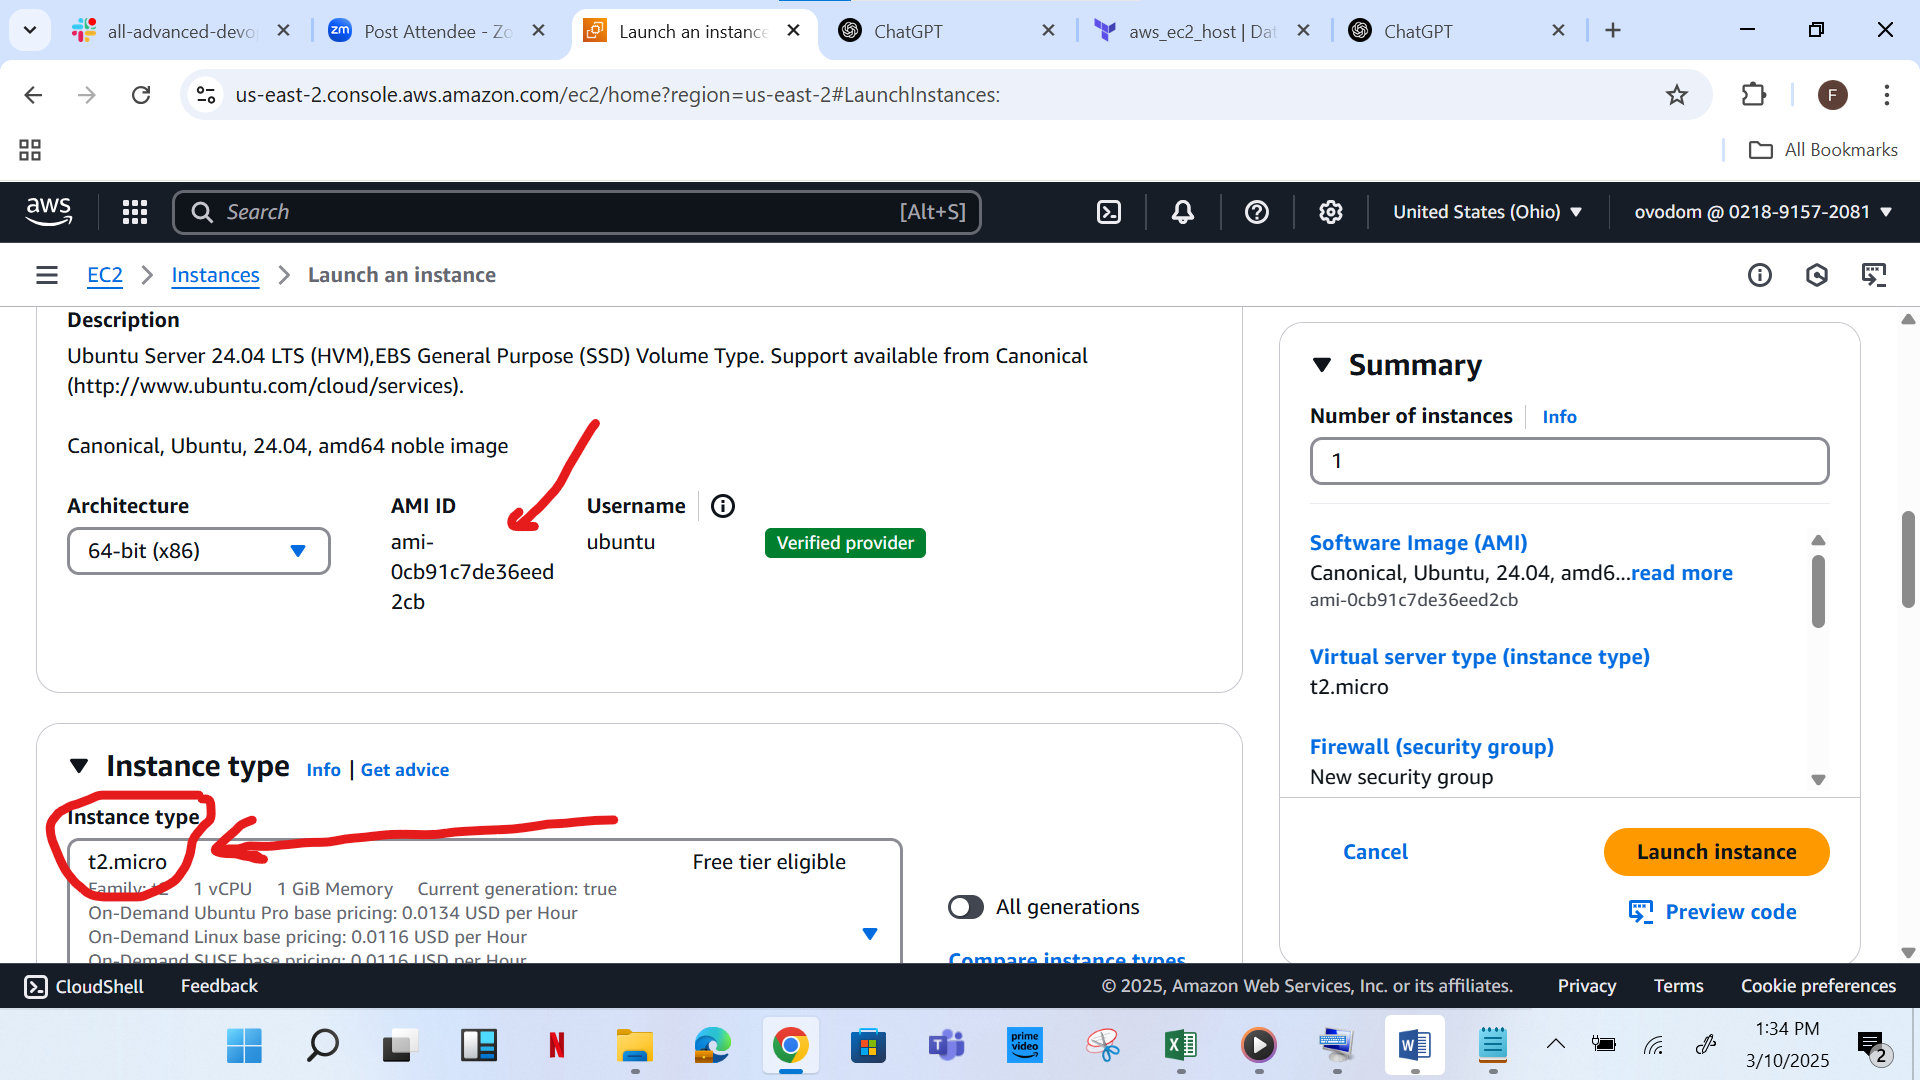 all-advanced-devop
Post Attendee - Zo
Launch an instance
ChatGPT
aws_ec2_host | Dat
ChatGPT
us-east-2.console.aws.amazon.com/ec2/home?region=us-east-2#LaunchInstances:
F
All Bookmarks
aws
Search
[Alt+S]
United States (Ohio)
ovodom @ 0218-9157-2081
EC2 > Instances > Launch an instance
Description
Ubuntu Server 24.04 LTS (HVM),EBS General Purpose (SSD) Volume Type. Support available from Canonical
(http://www.ubuntu.com/cloud/services).
Canonical, Ubuntu, 24.04, amd64 noble image
Architecture
64-bit (x86)
AMI ID
ami-
0cb91c7de36eed
2cb
Username
ubuntu
Verified provider
Instance type Info | Get advice
Instance type
t2.micro
Free tier eligible
Family: t2 1 vCPU 1 GiB Memory Current generation: true
On-Demand Ubuntu Pro base pricing: 0.0134 USD per Hour
On-Demand Linux base pricing: 0.0116 USD per Hour
On-Demand SUSE base pricing: 0.0116 USD per Hour
All generations
Compare instance types
Summary
Number of instances
Info
1
Software Image (AMI)
Canonical, Ubuntu, 24.04, amd6...read more
ami-0cb91c7de36eed2cb
Virtual server type (instance type)
t2.micro
Firewall (security group)
New security group
Cancel
Launch instance
Preview code
CloudShell
Feedback
© 2025, Amazon Web Services, Inc. or its affiliates.
Privacy
Terms
Cookie preferences
prime
video
1:34 PM
3/10/2025
2